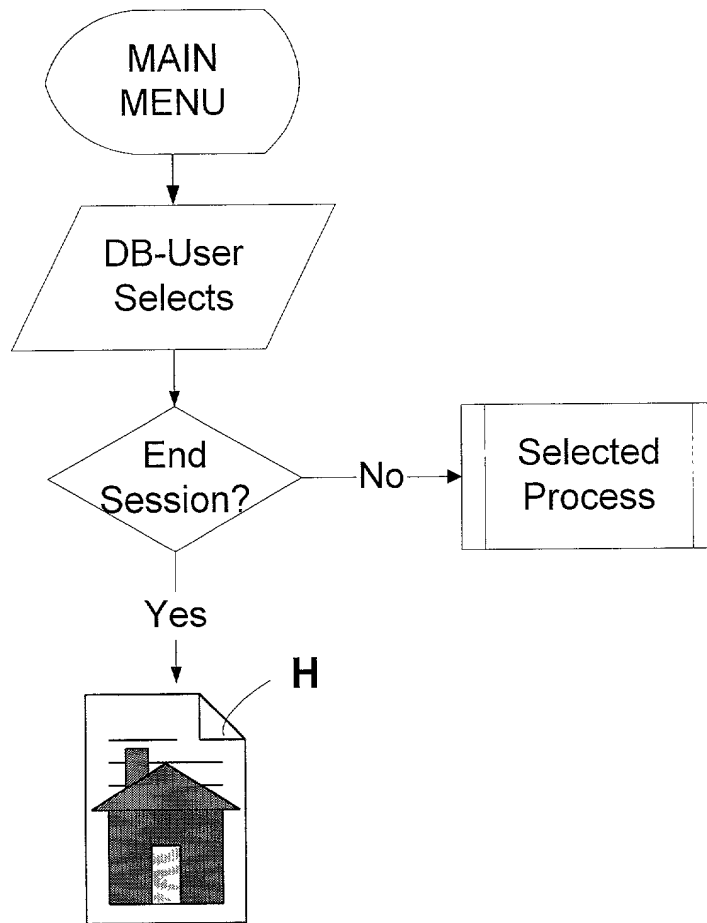 MAIN
MENU
DB-User
Selects
End
Session?
No
Selected
Process
Yes
H